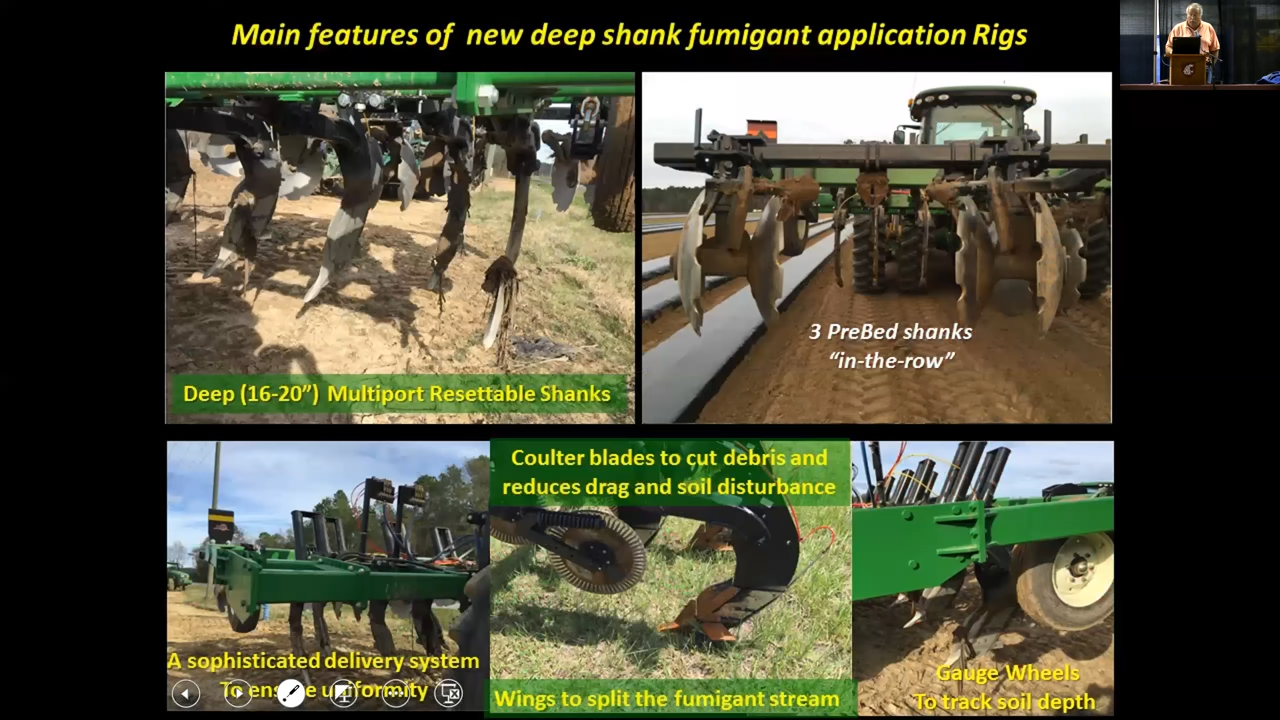 Main features of new deep shank fumigant application Rigs
Deep (16-20”) Multiport Resettable Shanks
3 PreBed shanks
“in-the-row”
A sophisticated delivery system
To ensure uniformity
Coulter blades to cut debris and
reduces drag and soil disturbance
Wings to split the fumigant stream
Gauge Wheels
To track soil depth